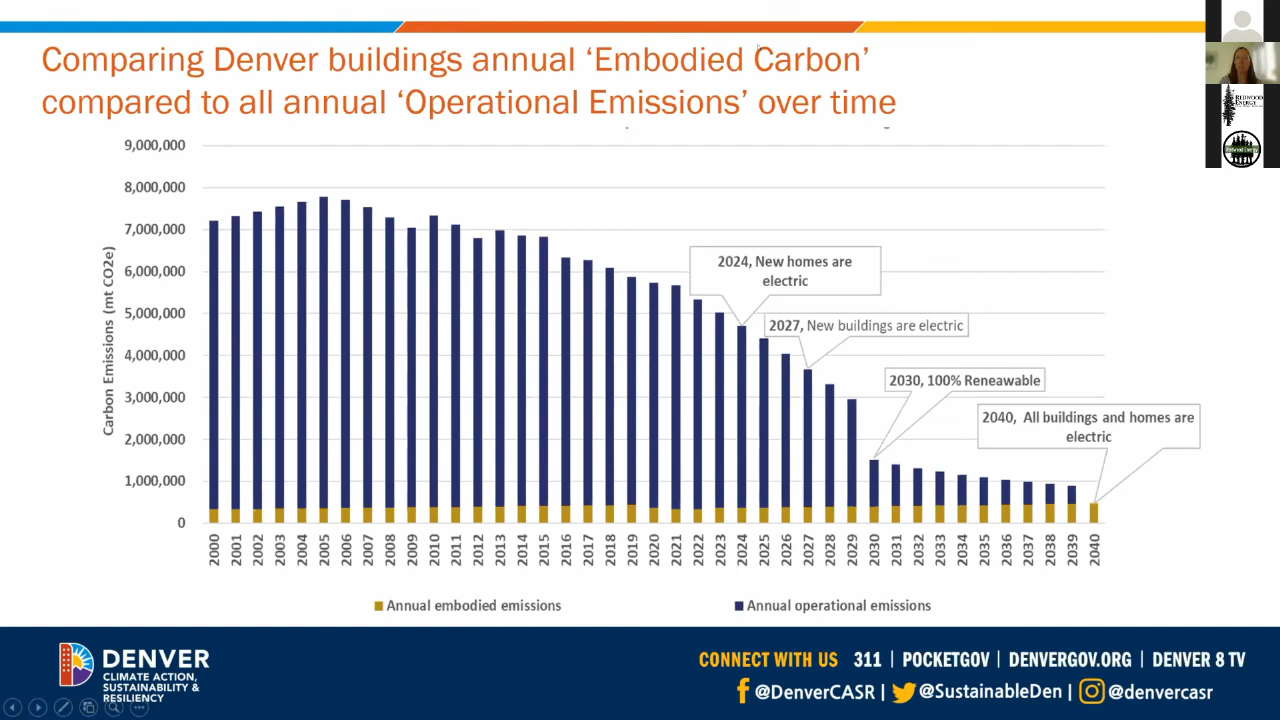 Comparing Denver buildings annual ‘Embodied Carbon’
compared to all annual ‘Operational Emissions’ over time
REDWOOD
ENERGY
Redwood Energy
Carbon Emissions (mt CO2e)
9,000,000
8,000,000
7,000,000
6,000,000
5,000,000
4,000,000
3,000,000
2,000,000
1,000,000
0
2024, New homes are
electric
2027, New buildings are electric
2030, 100% Reneawable
2040, All buildings and homes are
electric
2000 2001 2002 2003 2004 2005 2006 2007 2008 2009 2010 2011 2012 2013 2014 2015 2016 2017 2018 2019 2020 2021 2022 2023 2024 2025 2026 2027 2028 2029 2030 2031 2032 2033 2034 2035 2036 2037 2038 2039 2040
Annual embodied emissions
Annual operational emissions
DENVER
CLIMATE ACTION,
SUSTAINABILITY &
RESILIENCY
CONNECT WITH US 311 | POCKETGOV | DENVERGOV.ORG | DENVER 8 TV
@DenverCASR | @SustainableDen | @denvercasr